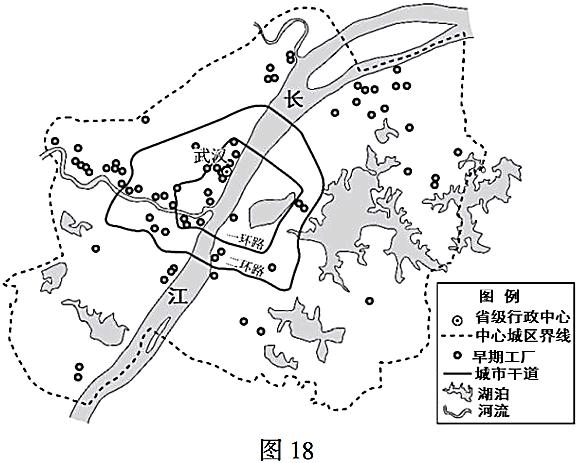 长
武汉
一环路
二环路
江
图 例
省级行政中心
中心城区界线
早期工厂
城市干道
湖泊
河流
图 18